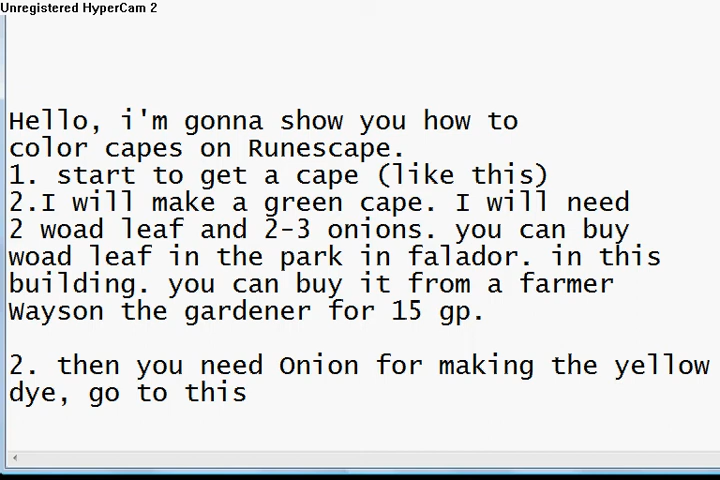 Unregistered HyperCam 2
Hello, i'm gonna show you how to
color capes on Runescape.
1. start to get a cape (like this)
2.I will make a green cape. I will need
2 woad leaf and 2-3 onions. you can buy
woad leaf in the park in falador. in this
building. you can buy it from a farmer
Wayson the gardener for 15 gp.
2. then you need Onion for making the yellow
dye, go to this